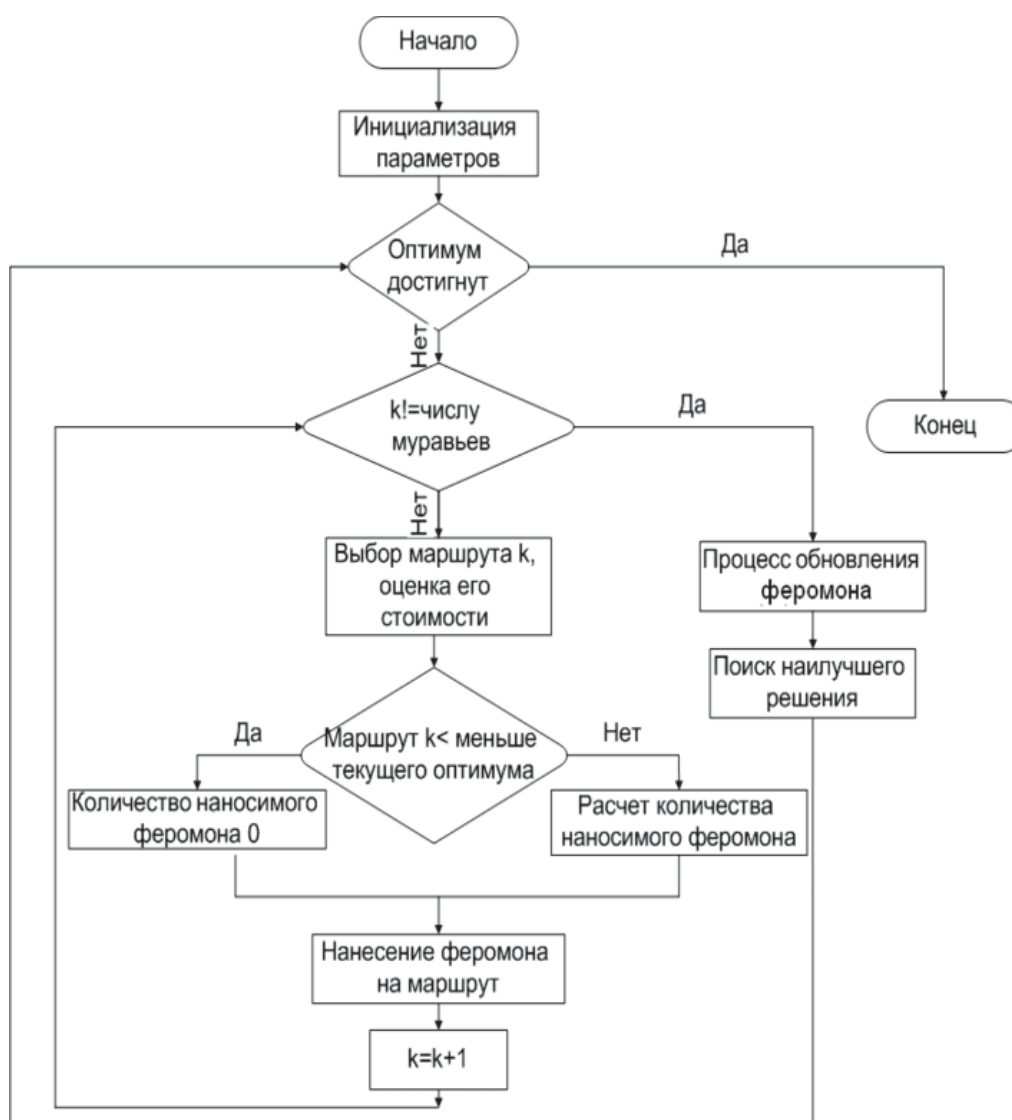 Начало
Инициализация
параметров
Оптимум
достигнут
Да
Нет
k!=числу
муравьев
Да
Конец
Нет
Выбор маршрута k,
оценка его
стоимости
Процесс обновления
феромона
Поиск наилучшего
решения
Маршрут k< меньше
текущего оптимума
Да
Нет
Количество наносимого
феромона 0
Расчет количества
наносимого феромона
Нанесение феромона
на маршрут
k=k+1